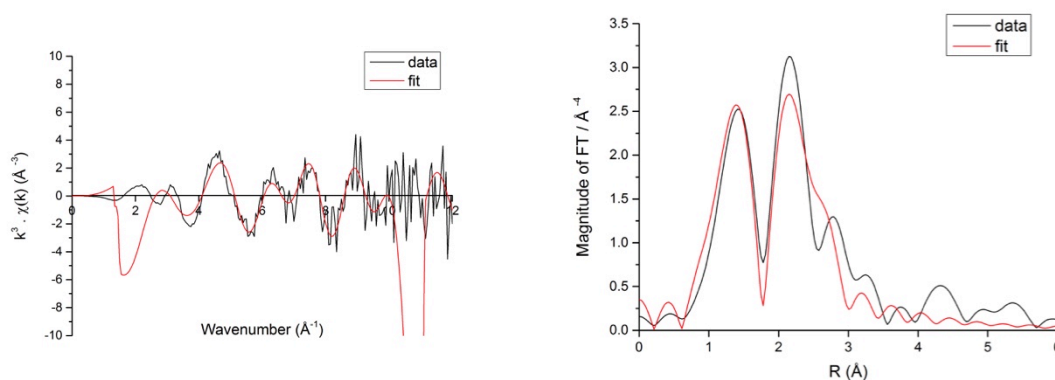 10
8
6
4
2
0
-2
-4
-6
-8
-10
k³ . χ(k) (Å⁻³)
0 2 4 6 8 10 12
Wavenumber (Å⁻¹)
data
fit
3.5
3.0
2.5
2.0
1.5
1.0
0.5
0.0
Magnitude of FT / Å⁻⁴
0 1 2 3 4 5 6
R (Å)
data
fit